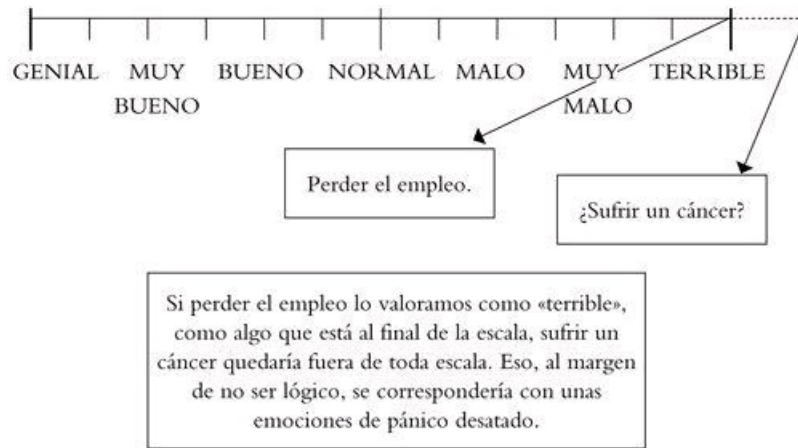 GENIAL MUY BUENO NORMAL MALO MUY TERRIBLE
BUENO MALO
Perder el empleo.
¿Sufrir un cáncer?
Si perder el empleo lo valoramos como «terrible»,
como algo que está al final de la escala, sufrir un
cáncer quedaría fuera de toda escala. Eso, al margen
de no ser lógico, se correspondería con unas
emociones de pánico desatado.